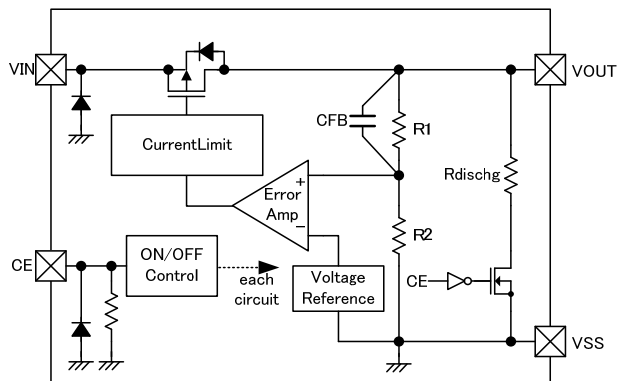 VIN
VOUT
CFB
R1
CurrentLimit
Rdischg
+
Error
Amp
−
R2
CE
ON/OFF
Control
each
circuit
Voltage
Reference
CE
VSS